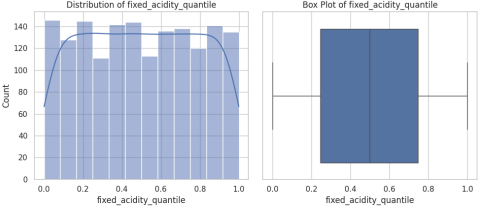 Distribution of fixed_acidity_quantile
140
120
100
80
60
40
20
0
Count
0.0 0.2 0.4 0.6 0.8 1.0
fixed_acidity_quantile
Box Plot of fixed_acidity_quantile
0.0 0.2 0.4 0.6 0.8 1.0
fixed_acidity_quantile